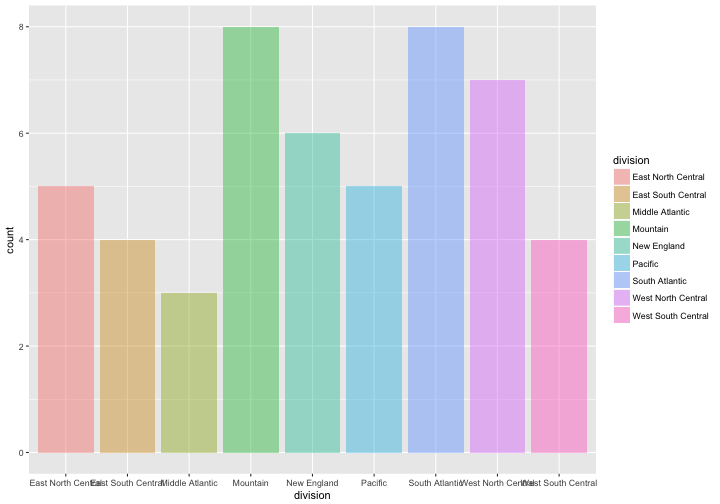 8
6
4
2
0
count
East North Central East South Central Middle Atlantic Mountain New England Pacific South Atlantic West North Central West South Central
division
division
East North Central
East South Central
Middle Atlantic
Mountain
New England
Pacific
South Atlantic
West North Central
West South Central